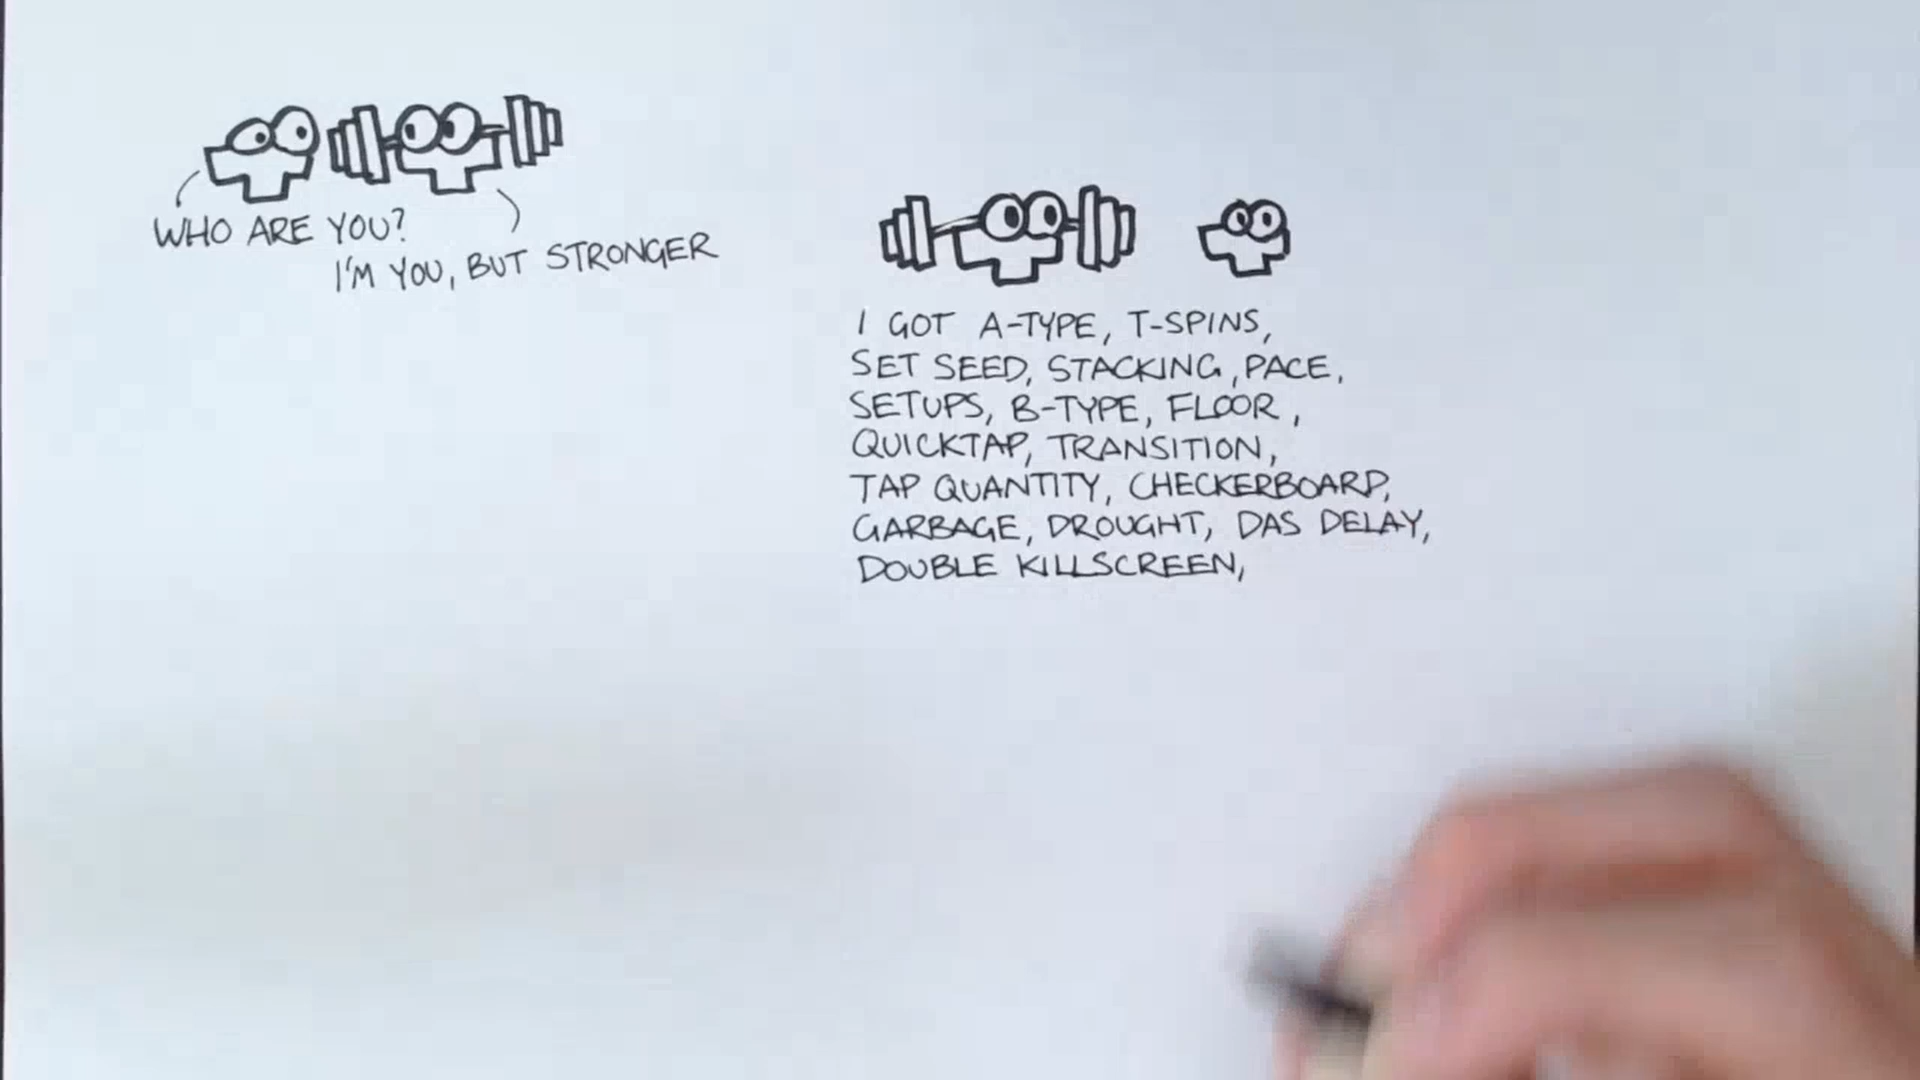 WHO ARE YOU?
I'M YOU, BUT STRONGER
I GOT A-TYPE, T-SPINS,
SET SEED, STACKING, PACE,
SETUPS, B-TYPE, FLOOR,
QUICKTAP, TRANSITION,
TAP QUANTITY, CHECKERBOARD,
GARBAGE, DROUGHT, DAS DELAY,
DOUBLE KILLSCREEN,